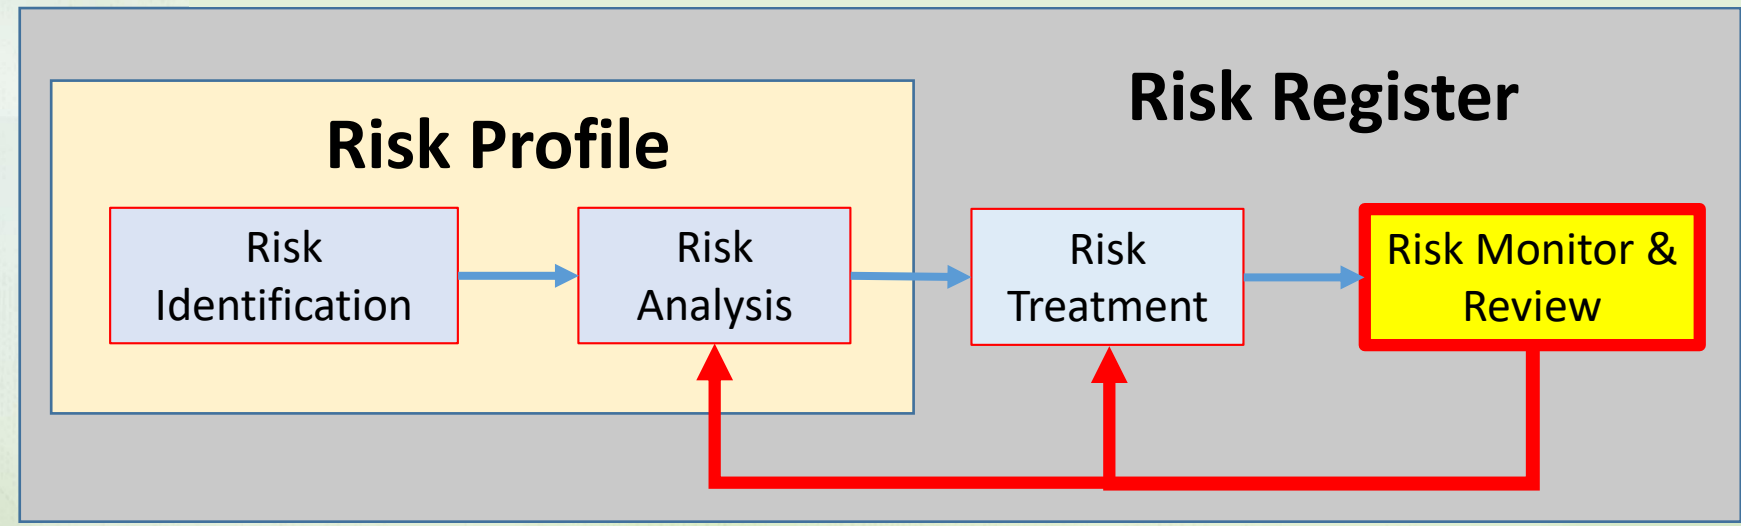 Risk Register
Risk Profile
Risk
Identification
Risk
Analysis
Risk
Treatment
Risk Monitor &
Review